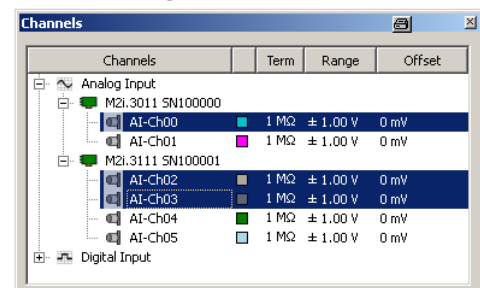 Channels
Channels Term Range Offset
Analog Input
M2i.3011 SN100000
AI-Ch00 1 MΩ ± 1.00 V 0 mV
AI-Ch01 1 MΩ ± 1.00 V 0 mV
M2i.3111 SN100001
AI-Ch02 1 MΩ ± 1.00 V 0 mV
AI-Ch03 1 MΩ ± 1.00 V 0 mV
AI-Ch04 1 MΩ ± 1.00 V 0 mV
AI-Ch05 1 MΩ ± 1.00 V 0 mV
Digital Input